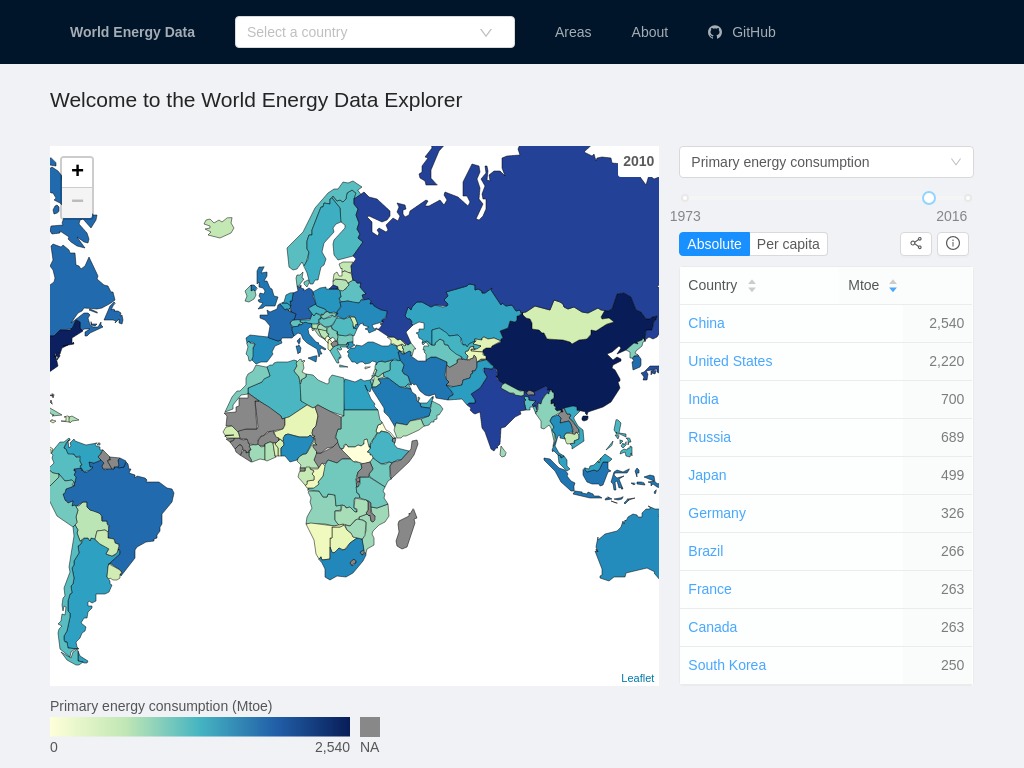 World Energy Data
Select a country
Areas
About
GitHub
Welcome to the World Energy Data Explorer
+
−
2010
Leaflet
Primary energy consumption (Mtoe)
0
2,540
NA
Primary energy consumption
1973
2016
Absolute
Per capita
Country
Mtoe
China 2,540
United States 2,220
India 700
Russia 689
Japan 499
Germany 326
Brazil 266
France 263
Canada 263
South Korea 250